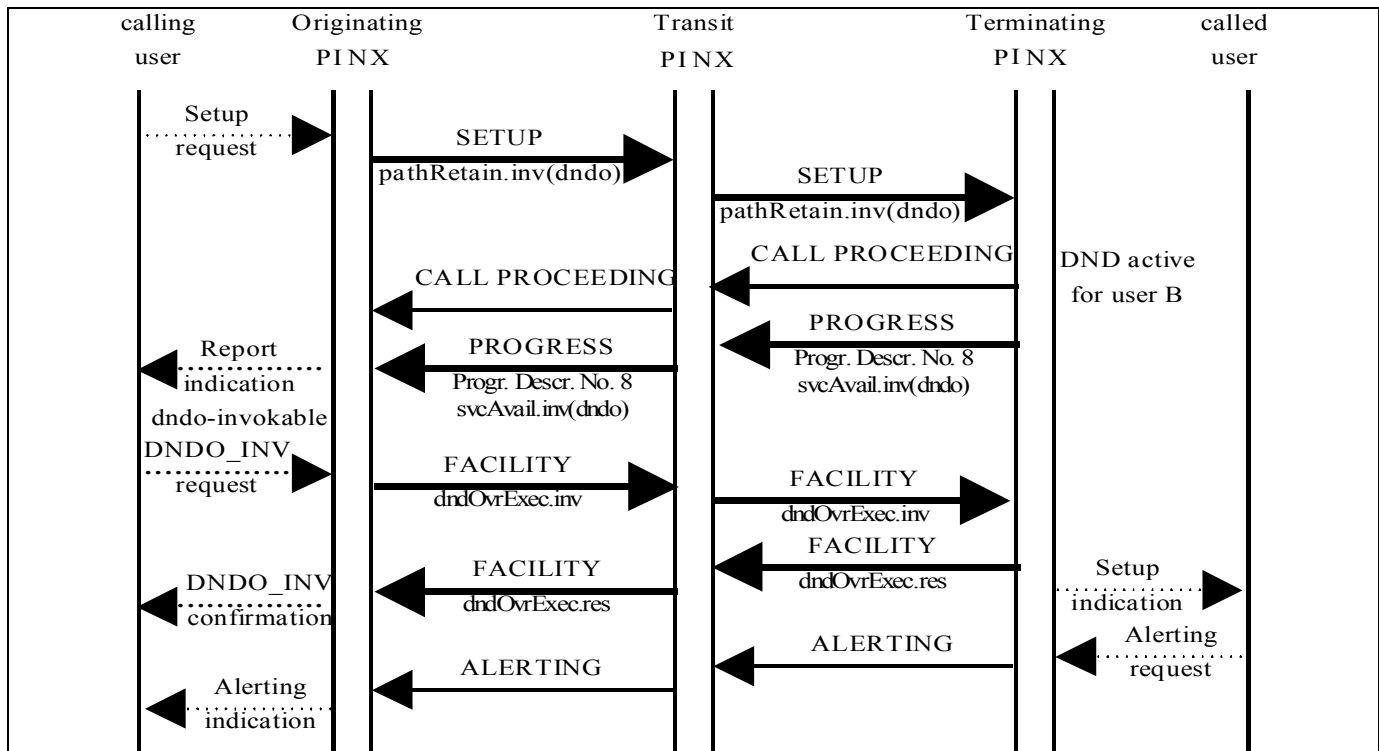 calling user
Originating PINX
Transit PINX
Terminating PINX
called user
Setup
request
SETUP
pathRetain.inv(dndo)
SETUP
pathRetain.inv(dndo)
CALL PROCEEDING
DND active
for user B
CALL PROCEEDING
PROGRESS
Progr. Descr. No. 8
svcAvail.inv(dndo)
PROGRESS
Progr. Descr. No. 8
svcAvail.inv(dndo)
Report
indication
dndo-invokable
DNDO_INV
request
FACILITY
dndOvrExec.inv
FACILITY
dndOvrExec.inv
FACILITY
dndOvrExec.res
FACILITY
dndOvrExec.res
DNDO_INV
confirmation
Setup
indication
Alerting
request
ALERTING
ALERTING
Alerting
indication